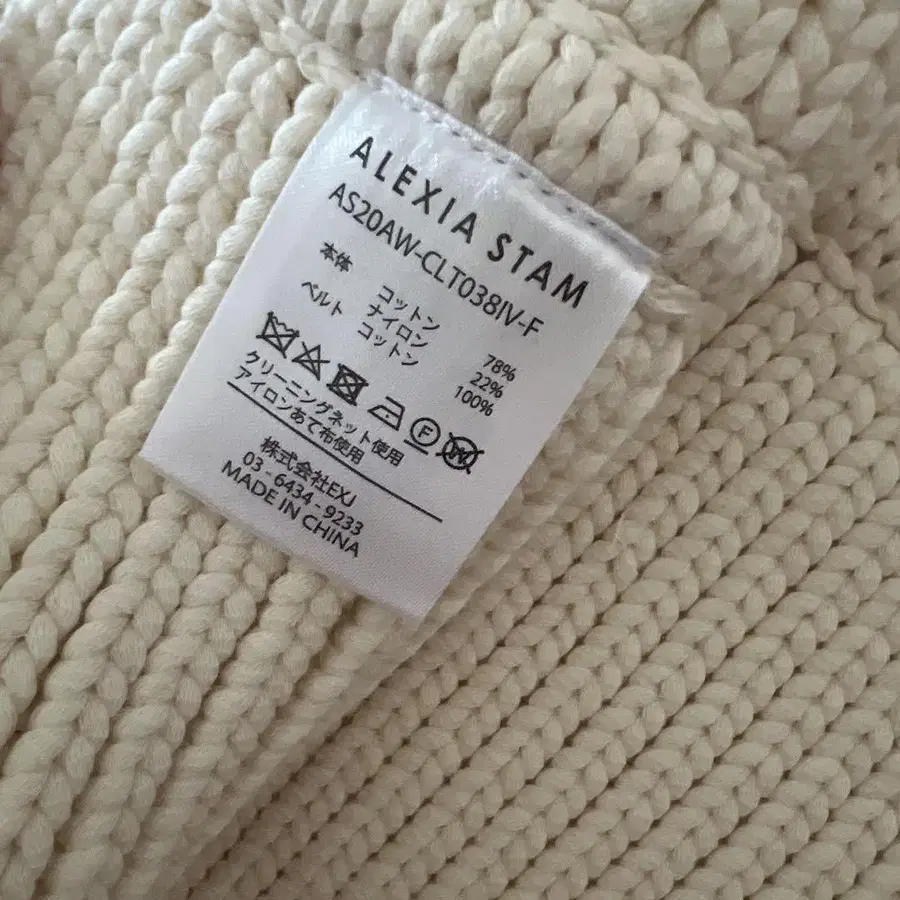 ALEXIA STAM
AS20AW-CLT038IV-F
本体 コットン 78%
ナイロン 22%
ベルト コットン 100%
F
W
クリーニングネット使用
アイロンあて布使用
株式会社EXJ
03 - 6434 - 9233
MADE IN CHINA